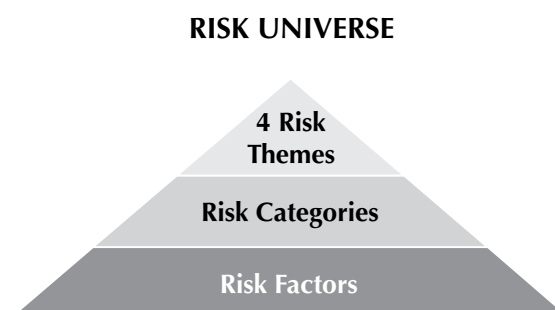 RISK UNIVERSE
4 Risk
Themes
Risk Categories
Risk Factors